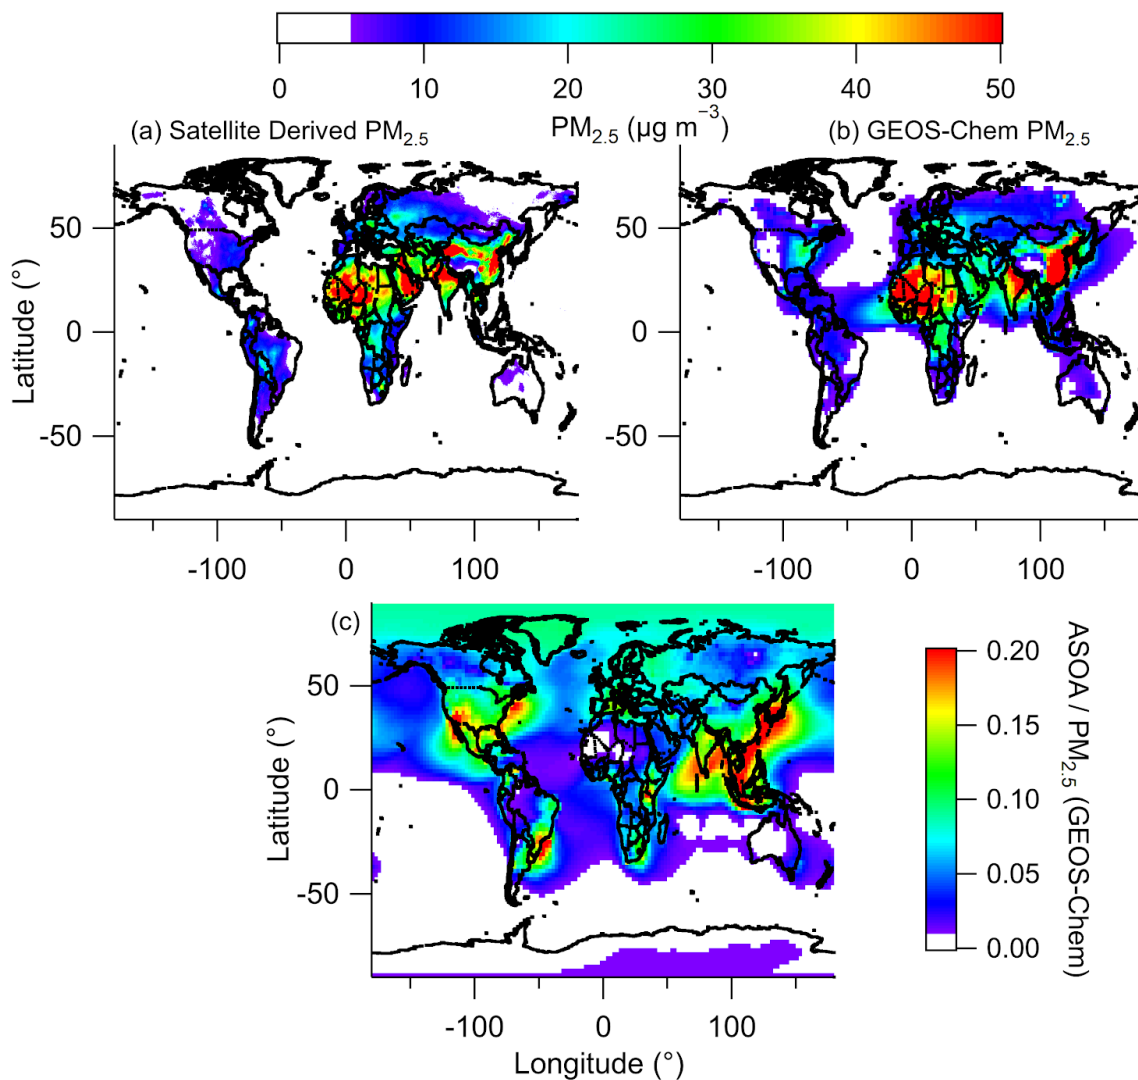 0 10 20 30 40 50
PM2.5 (µg m−3)
(a) Satellite Derived PM2.5
(b) GEOS-Chem PM2.5
Latitude (°)
50
0
-50
-100 0 100
50
0
-50
-100 0 100
(c)
Latitude (°)
50
0
-50
-100 0 100
Longitude (°)
0.20
0.15
0.10
0.05
0.00
ASOA / PM2.5 (GEOS-Chem)